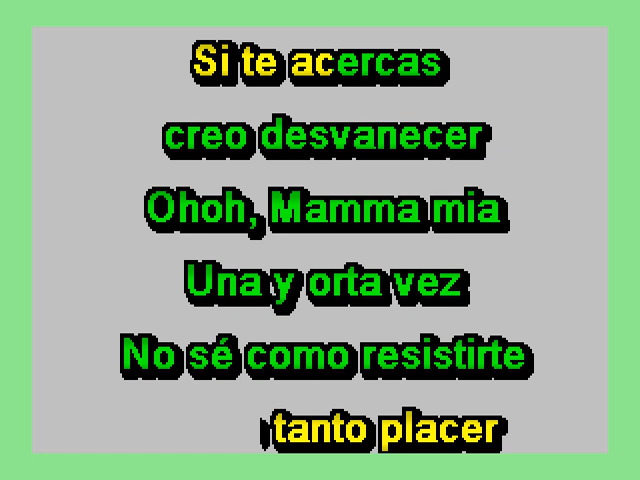 Si te acercas
creo desvanecer
Ohoh, Mamma mia
Una y orta vez
No sé como resistirte
tanto placer